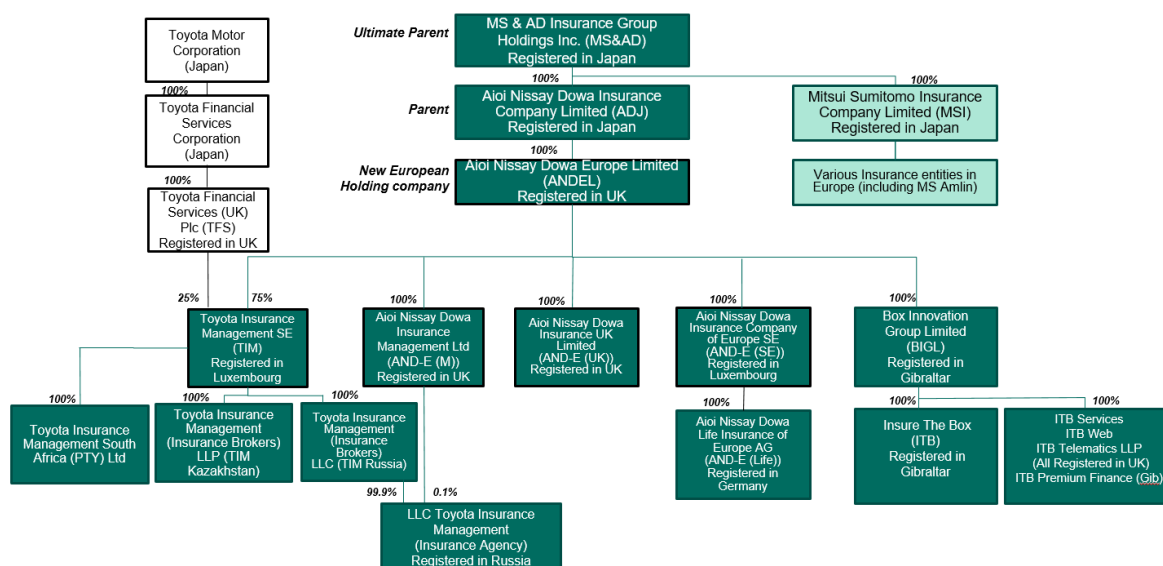 Toyota Motor
Corporation
(Japan)
Ultimate Parent
MS & AD Insurance Group
Holdings Inc. (MS&AD)
Registered in Japan
100%
100%
100%
Toyota Financial
Services
Corporation
(Japan)
Parent
Aioi Nissay Dowa Insurance
Company Limited (ADJ)
Registered in Japan
Mitsui Sumitomo Insurance
Company Limited (MSI)
Registered in Japan
100%
100%
New European
Holding company
Aioi Nissay Dowa Europe Limited
(ANDEL)
Registered in UK
Various Insurance entities in
Europe (including MS Amlin)
Toyota Financial
Services (UK)
Plc (TFS)
Registered in UK
25%
75%
100%
100%
100%
100%
Toyota Insurance
Management SE
(TIM)
Registered in
Luxembourg
Aioi Nissay Dowa
Insurance
Management Ltd
(AND-E (M))
Registered in UK
Aioi Nissay Dowa
Insurance UK
Limited
(AND-E (UK))
Registered in UK
Aioi Nissay Dowa
Insurance Company
of Europe SE
(AND-E (SE))
Registered in
Luxembourg
Box Innovation
Group Limited
(BIGL)
Registered in
Gibraltar
100%
100%
100%
100%
100%
100%
Toyota Insurance
Management South
Africa (PTY) Ltd
Toyota Insurance
Management
(Insurance Brokers)
LLP (TIM
Kazakhstan)
Toyota Insurance
Management
(Insurance
Brokers)
LLC (TIM Russia)
Aioi Nissay Dowa
Life Insurance of
Europe AG
(AND-E (Life))
Registered in
Germany
Insure The Box
(ITB)
Registered in
Gibraltar
ITB Services
ITB Web
ITB Telematics LLP
(All Registered in UK)
ITB Premium Finance (Gib)
99.9%
0.1%
LLC Toyota Insurance
Management
(Insurance Agency)
Registered in Russia